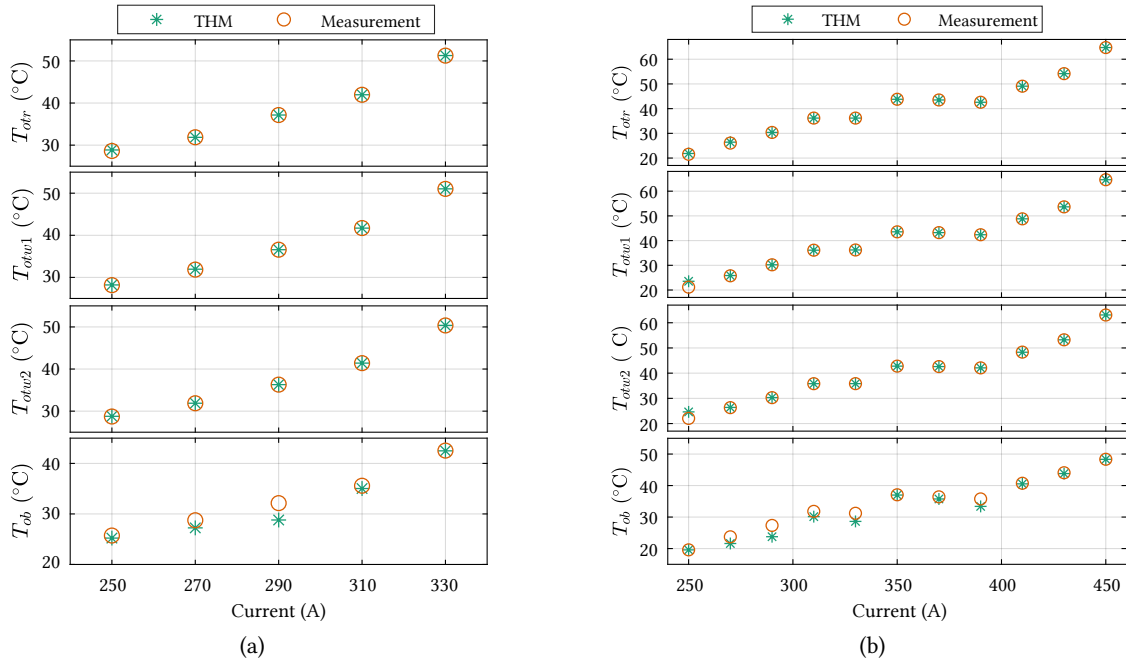 THM Measurement
50
40
30
T_otr (°C)
50
40
30
T_otw1 (°C)
50
40
30
T_otw2 (°C)
40
30
20
T_ob (°C)
250 270 290 310 330
Current (A)
(a)
THM Measurement
60
50
40
30
20
T_otr (°C)
60
50
40
30
20
T_otw1 (°C)
60
50
40
30
20
T_otw2 ( C)
50
40
30
20
T_ob (°C)
250 300 350 400 450
Current (A)
(b)